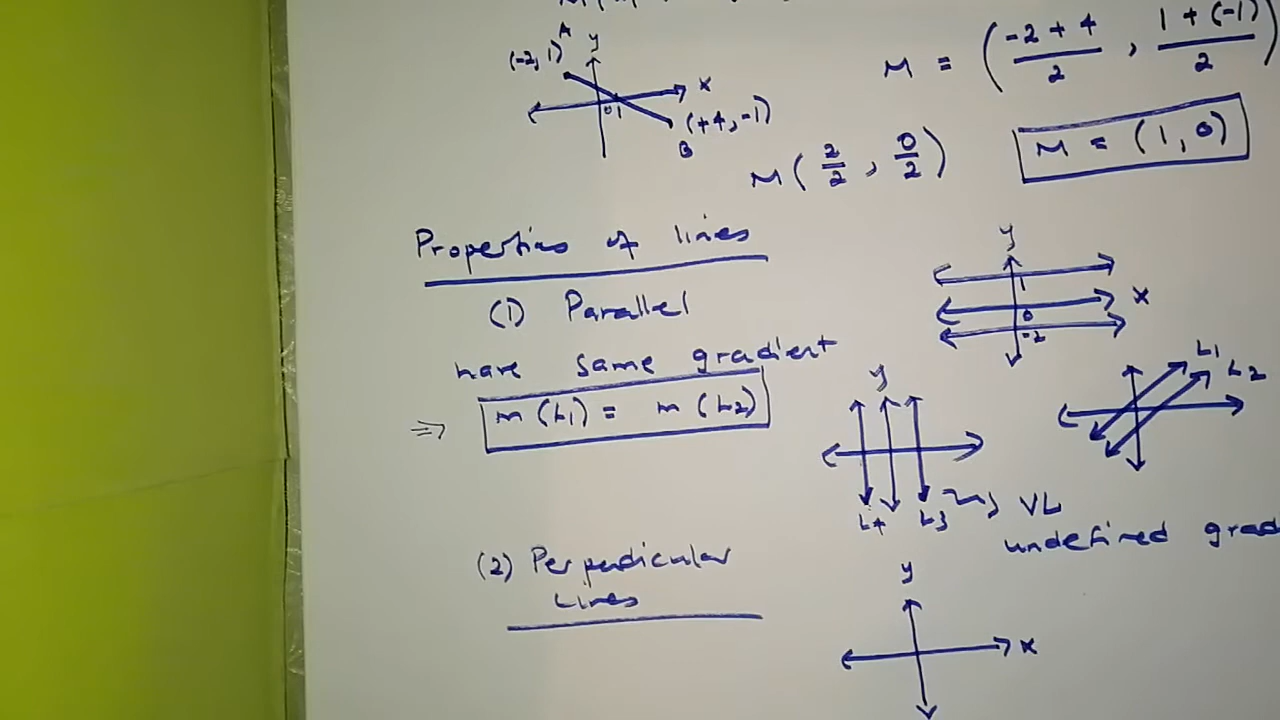 A
(-2, 1)
y
x
0 1
(+4, -1)
B
M = (-2 + 4 / 2 , 1 + (-1) / 2)
M ( 2/2 , 0/2 )
M = (1, 0)
Properties of lines
(1) Parallel
have same gradient
⇒ m (L1) = m (L2)
y
1
x
0
-2
L1
L2
y
L4
L3
VL
undefined grad
(2) Perpendicular
Lines
y
x